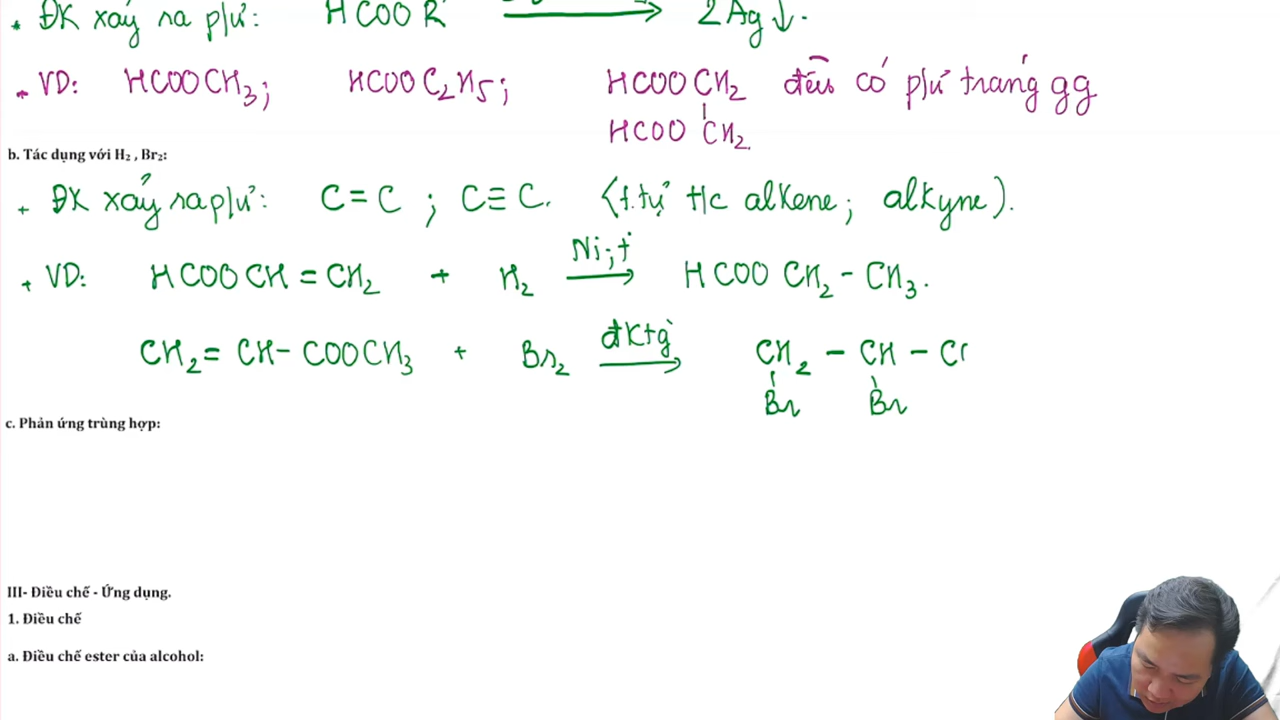 * ĐK xảy ra p/ư: HCOOR → 2Ag↓.
* VD: HCOOCH3; HCOOC2H5; HCOOCH2 đều có p/ư tráng gg
HCOOCH2.
b. Tác dụng với H₂ , Br₂:
+ ĐK xảy ra p/ư: C=C ; C≡C. (t.tự t/c alkene; alkyne).
+ VD: HCOOCH=CH2 + H2 Ni;t° → HCOOCH2-CH3.
CH2=CH-COOCH3 + Br2 đktg → CH2-CH-C
Br Br
c. Phản ứng trùng hợp:
III- Điều chế - Ứng dụng.
1. Điều chế
a. Điều chế ester của alcohol: